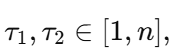 τ₁, τ₂ ∈ [1, n],